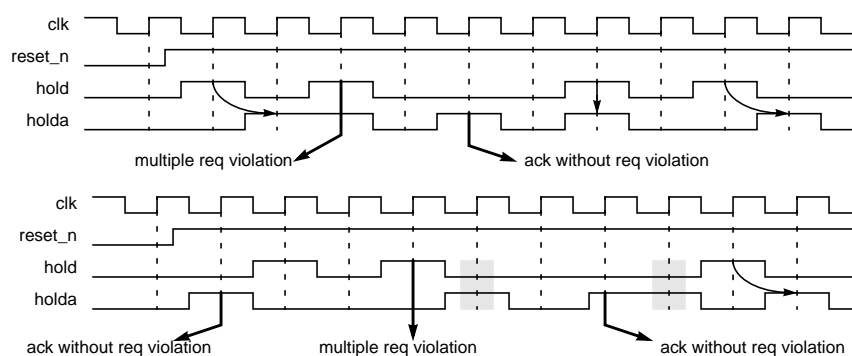 clk
reset_n
hold
holda
multiple req violation
ack without req violation
clk
reset_n
hold
holda
ack without req violation
multiple req violation
ack without req violation